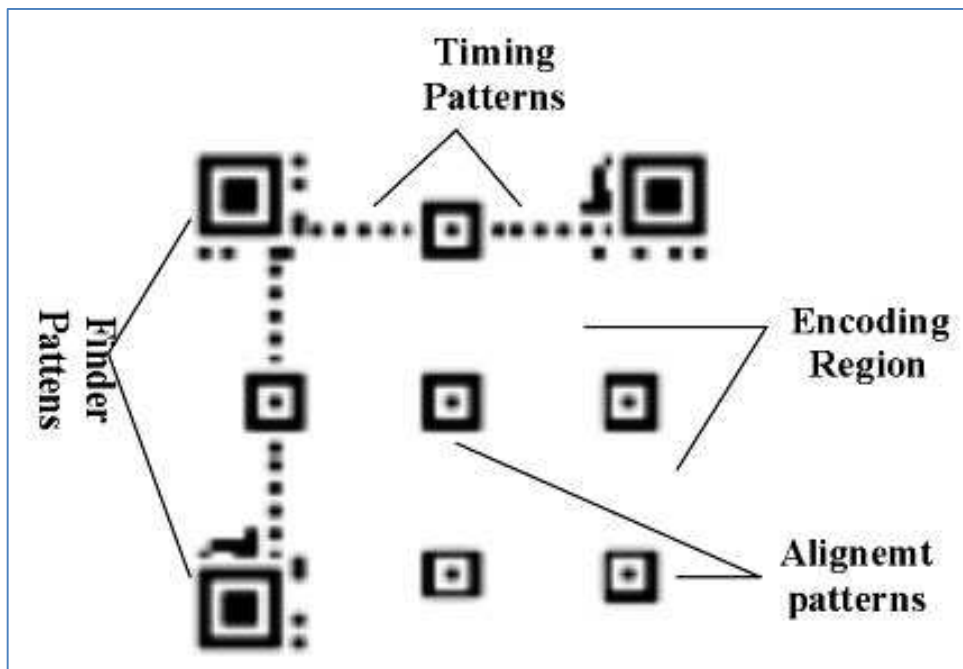 Timing
Patterns
Finder
Pattens
Encoding
Region
Alignemt
patterns